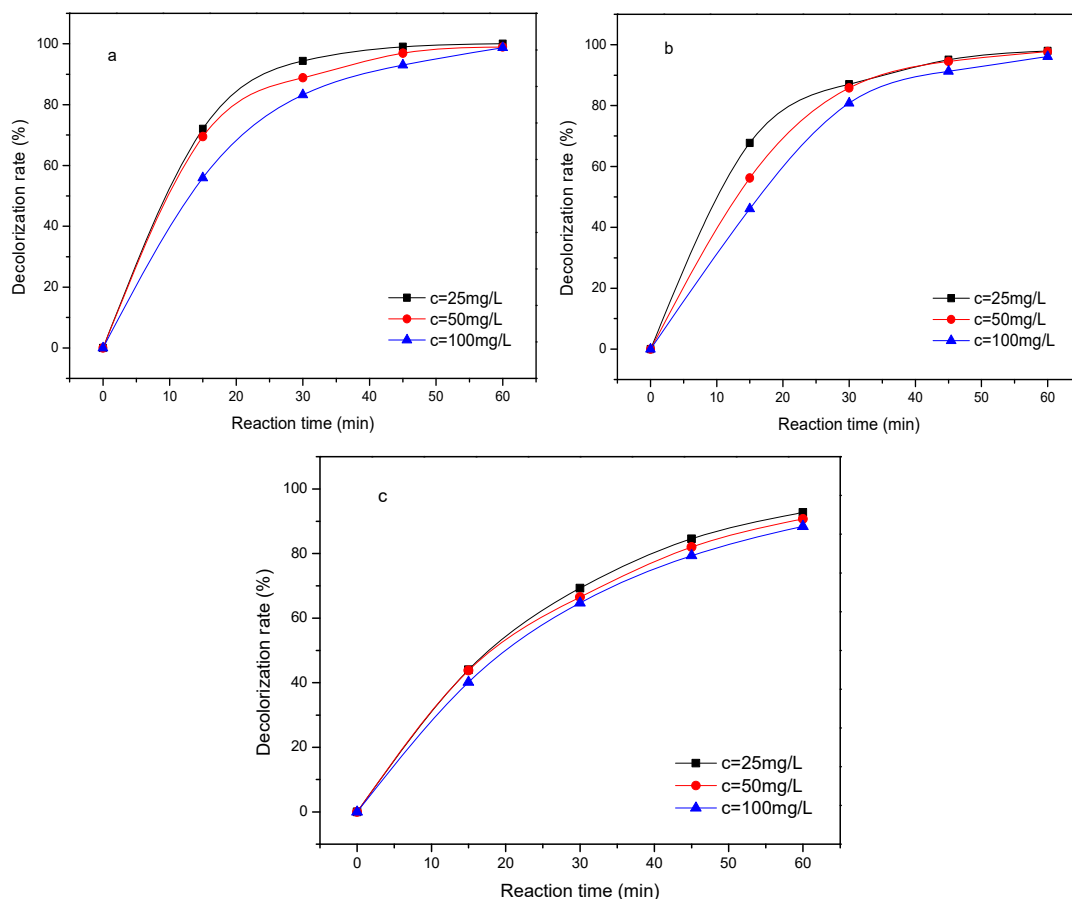 a
100
80
60
40
20
0
Decolorization rate (%)
c=25mg/L
c=50mg/L
c=100mg/L
0 10 20 30 40 50 60
Reaction time (min)
b
100
80
60
40
20
0
Decolorization rate (%)
c=25mg/L
c=50mg/L
c=100mg/L
0 10 20 30 40 50 60
Reaction time (min)
c
100
80
60
40
20
0
Decolorization rate (%)
c=25mg/L
c=50mg/L
c=100mg/L
0 10 20 30 40 50 60
Reaction time (min)